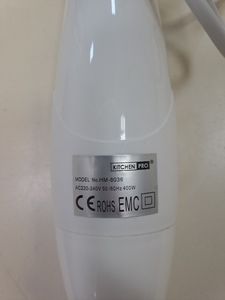 KITCHEN PRO ®
MODEL No.:HM-6036
AC220-240V 50/60Hz 400W
CE ROHS EMC